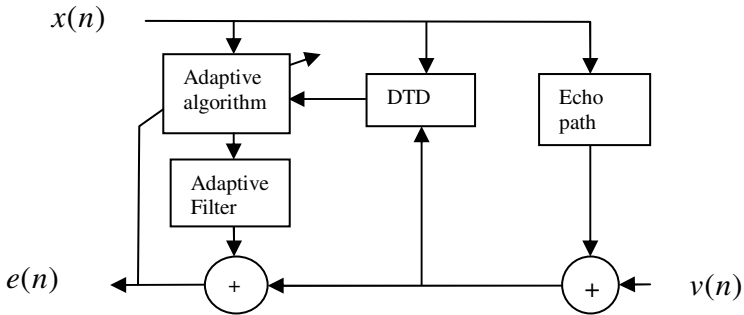 x(n)
Adaptive
algorithm
DTD
Echo
path
Adaptive
Filter
e(n)
+
+
v(n)